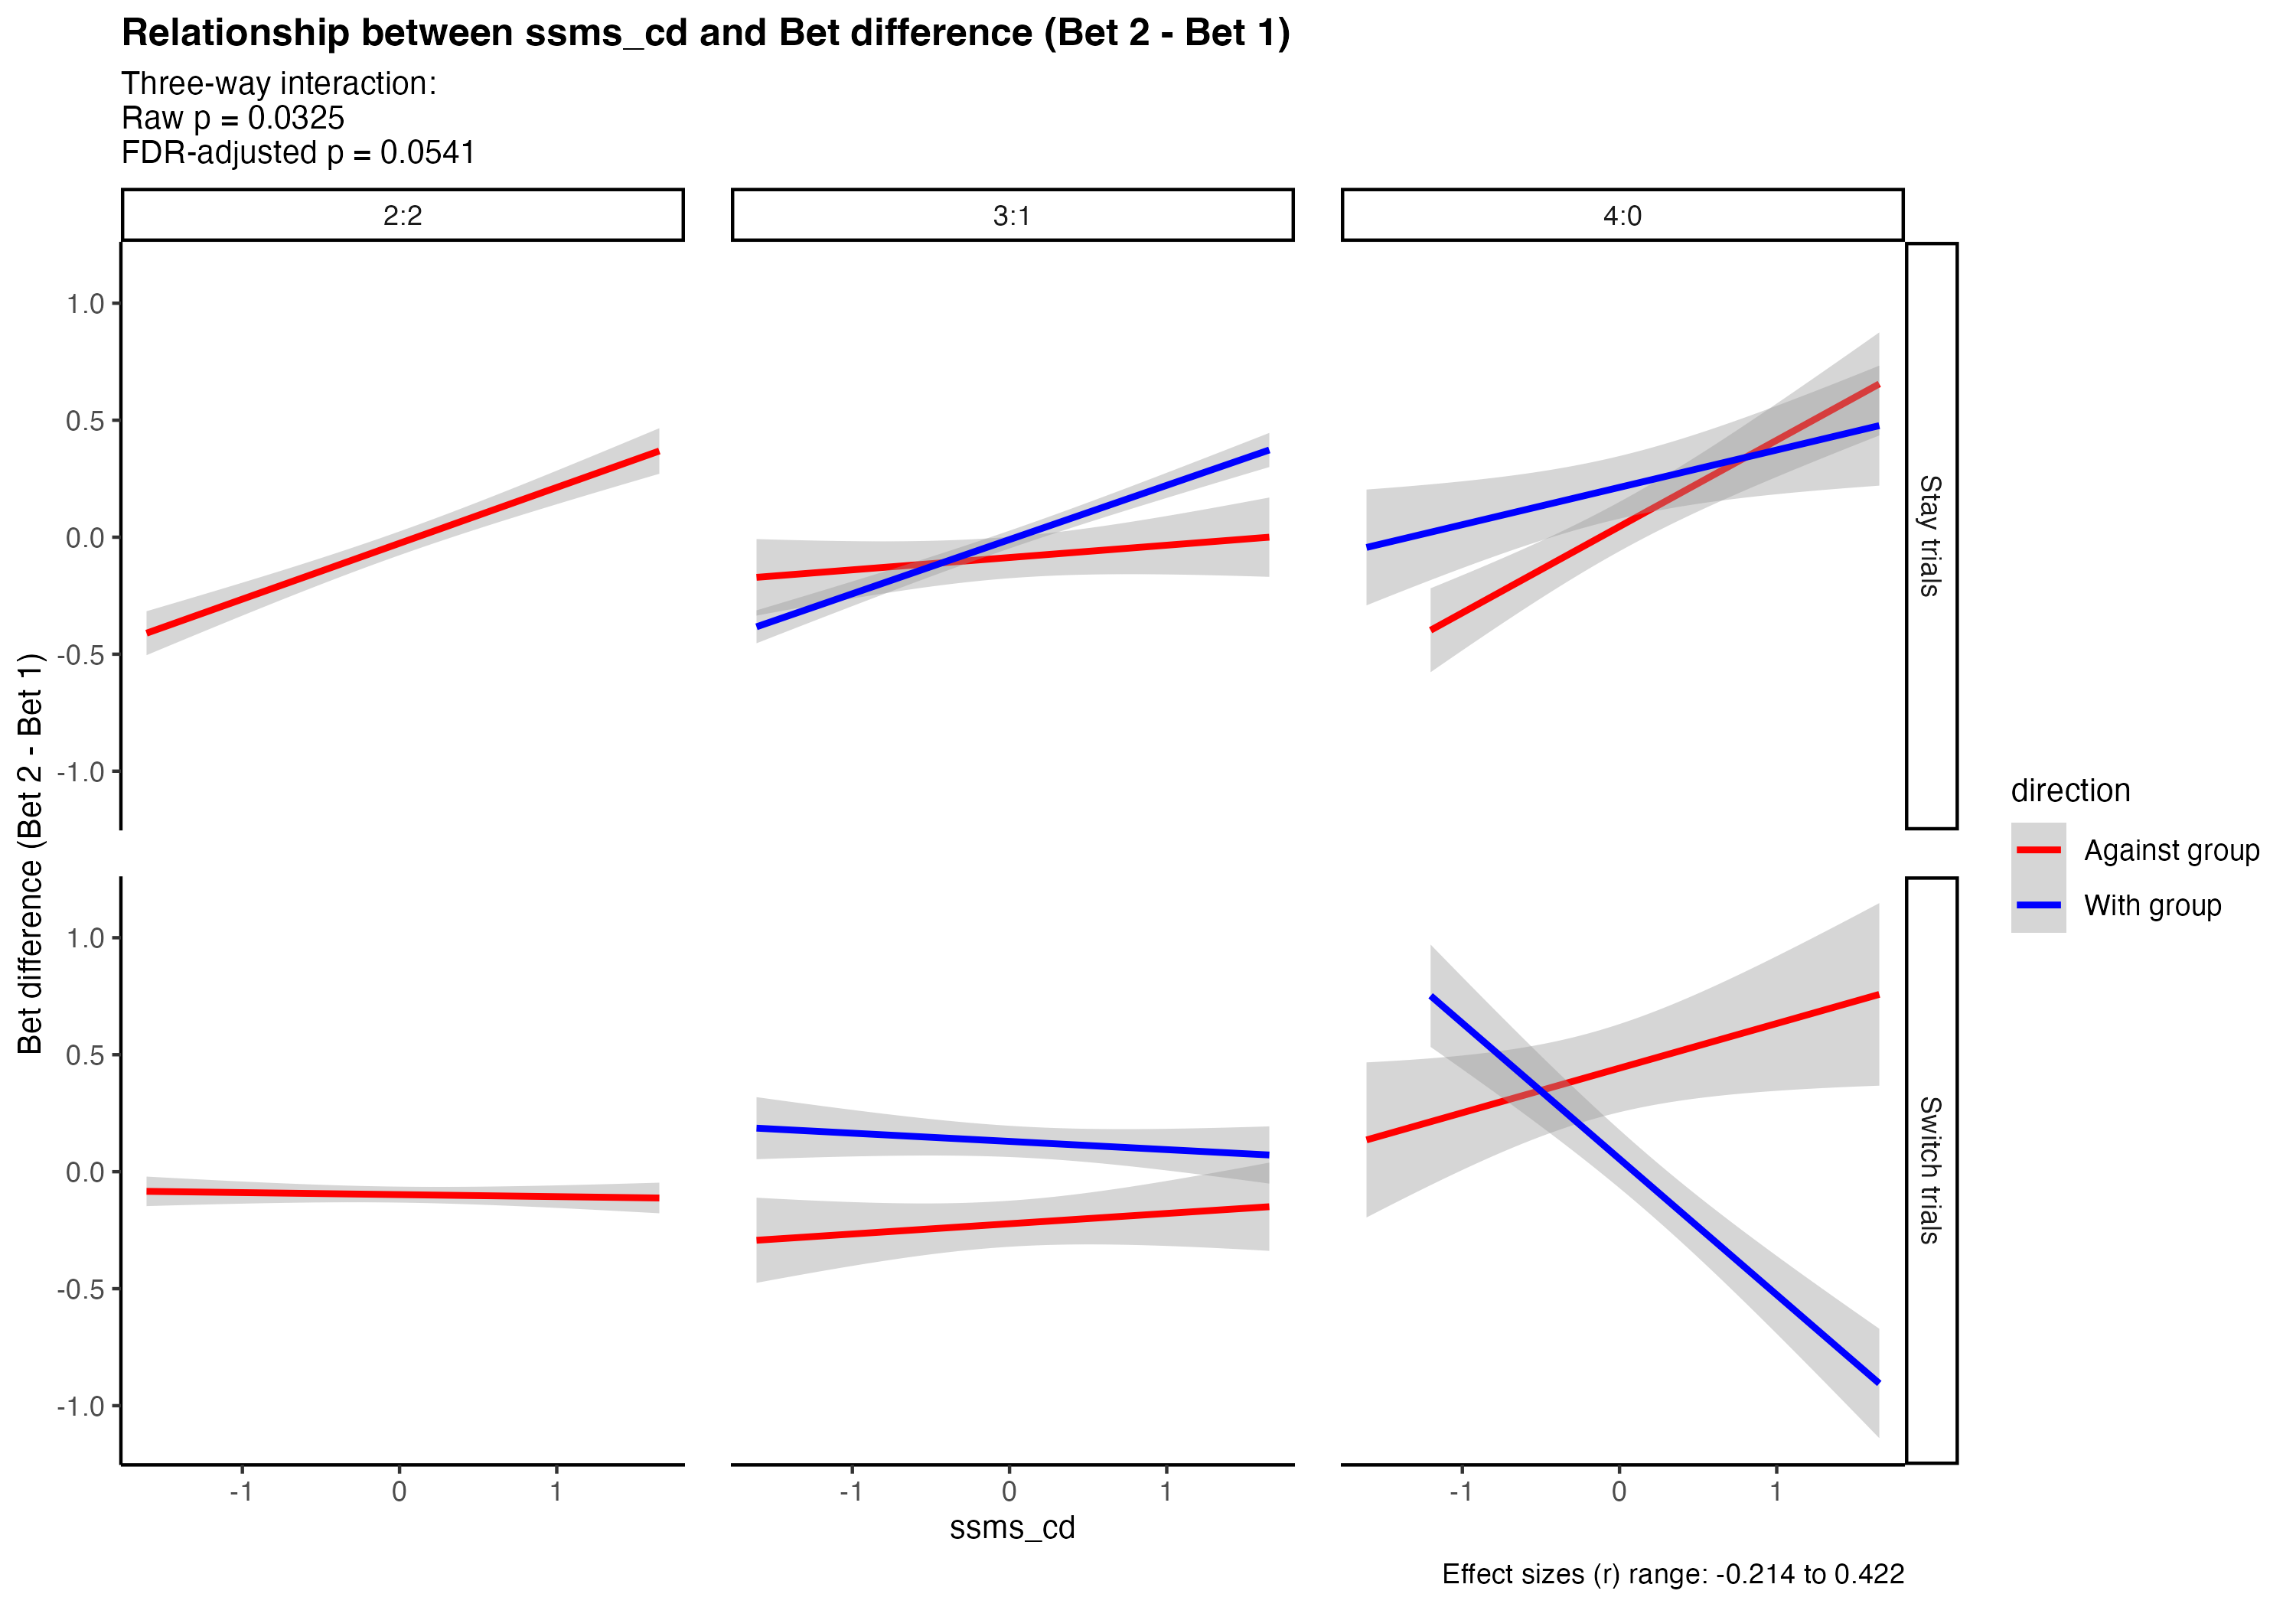 Relationship between ssms_cd and Bet difference (Bet 2 - Bet 1)
Three-way interaction:
Raw p = 0.0325
FDR-adjusted p = 0.0541
2:2
3:1
4:0
1.0
0.5
0.0
-0.5
-1.0
Stay trials
Bet difference (Bet 2 - Bet 1)
direction
Against group
With group
1.0
0.5
0.0
-0.5
-1.0
Switch trials
-1
0
1
-1
0
1
-1
0
1
ssms_cd
Effect sizes (r) range: -0.214 to 0.422